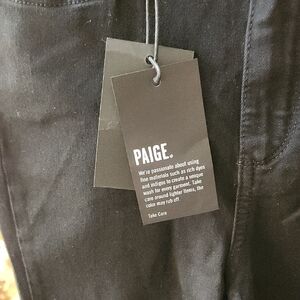 PAIGE.
We're passionate about using
fine materials such as rich dyes
and indigos to create a unique
wash for every garment. Take
care around lighter items, the
color may rub off
Take Care